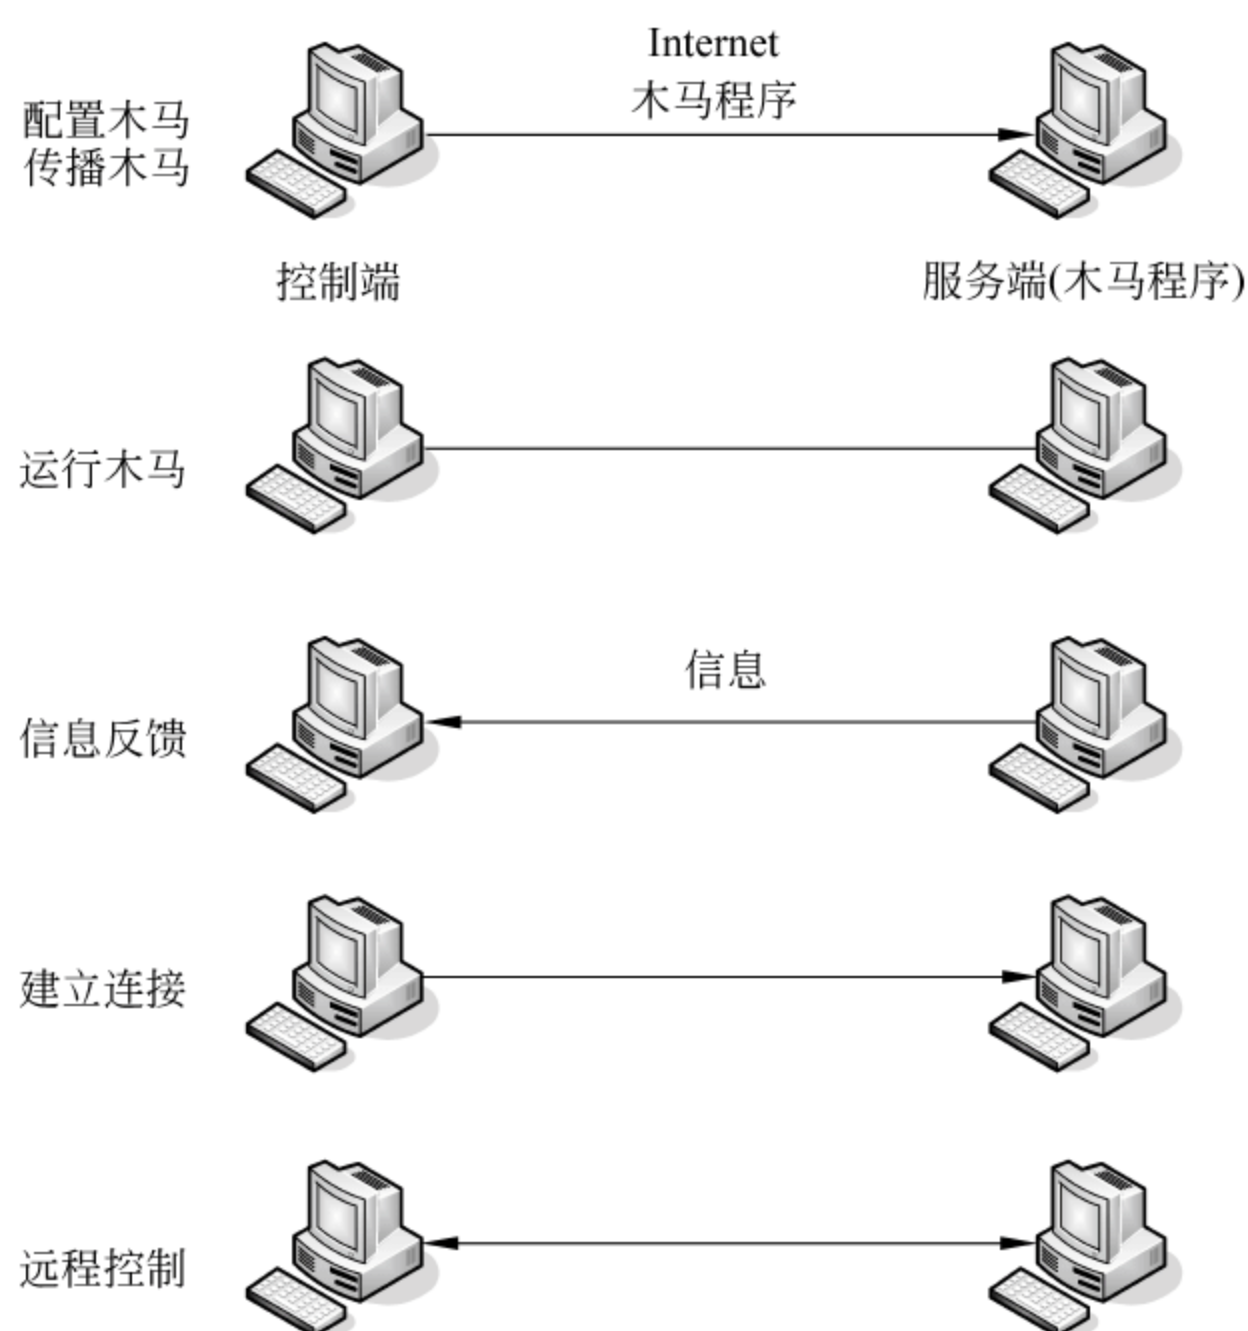 Internet
木马程序
配置木马
传播木马
控制端
服务端(木马程序)
运行木马
信息
信息反馈
建立连接
远程控制